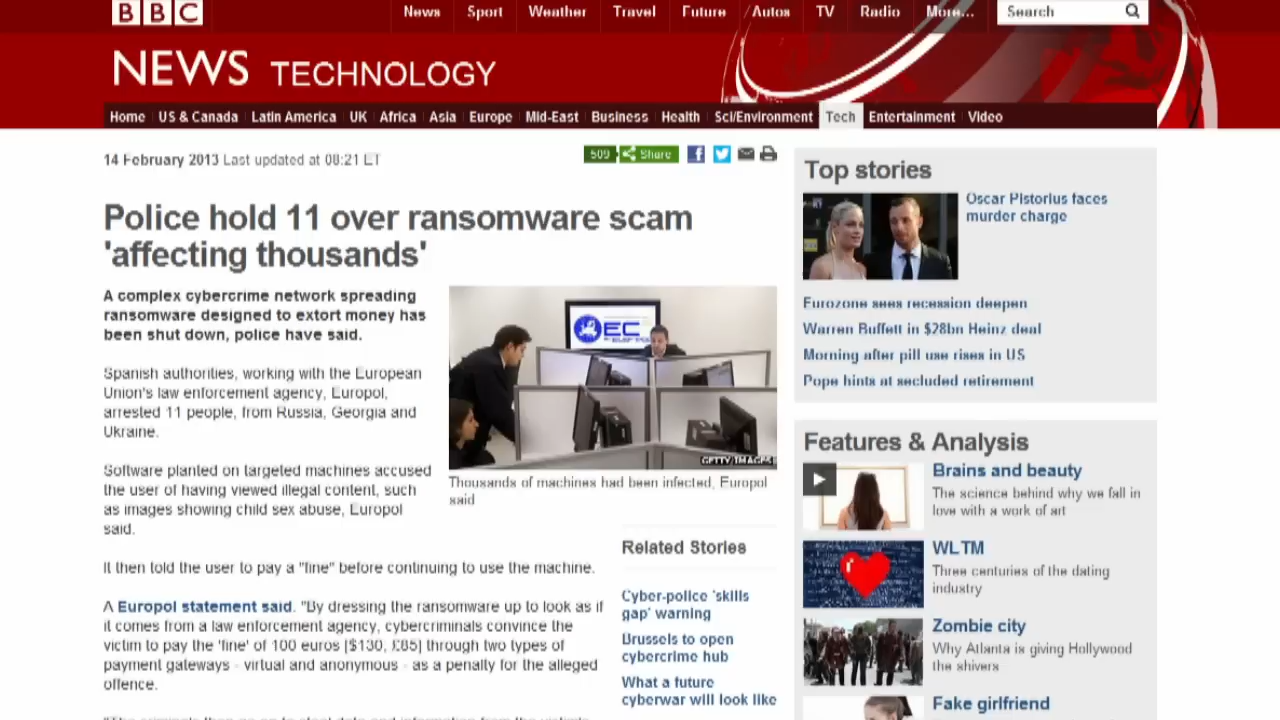 BBC
News Sport Weather Travel Future Autos TV Radio More... Search
NEWS TECHNOLOGY
Home US & Canada Latin America UK Africa Asia Europe Mid-East Business Health Sci/Environment Tech Entertainment Video
14 February 2013 Last updated at 08:21 ET
509 Share
Police hold 11 over ransomware scam
'affecting thousands'
A complex cybercrime network spreading
ransomware designed to extort money has
been shut down, police have said.
Spanish authorities, working with the European
Union's law enforcement agency, Europol,
arrested 11 people, from Russia, Georgia and
Ukraine.
Software planted on targeted machines accused
the user of having viewed illegal content, such
as images showing child sex abuse, Europol
said.
It then told the user to pay a "fine" before continuing to use the machine.
A Europol statement said. "By dressing the ransomware up to look as if
it comes from a law enforcement agency, cybercriminals convince the
victim to pay the 'fine' of 100 euros [$130, £85] through two types of
payment gateways - virtual and anonymous - as a penalty for the alleged
offence.
EC
GETTY IMAGES
Thousands of machines had been infected, Europol
said
Related Stories
Cyber-police 'skills
gap' warning
Brussels to open
cybercrime hub
What a future
cyberwar will look like
Top stories
Oscar Pistorius faces
murder charge
Eurozone sees recession deepen
Warren Buffett in $28bn Heinz deal
Morning after pill use rises in US
Pope hints at secluded retirement
Features & Analysis
Brains and beauty
The science behind why we fall in
love with a work of art
WLTM
Three centuries of the dating
industry
Zombie city
Why Atlanta is giving Hollywood
the shivers
Fake girlfriend